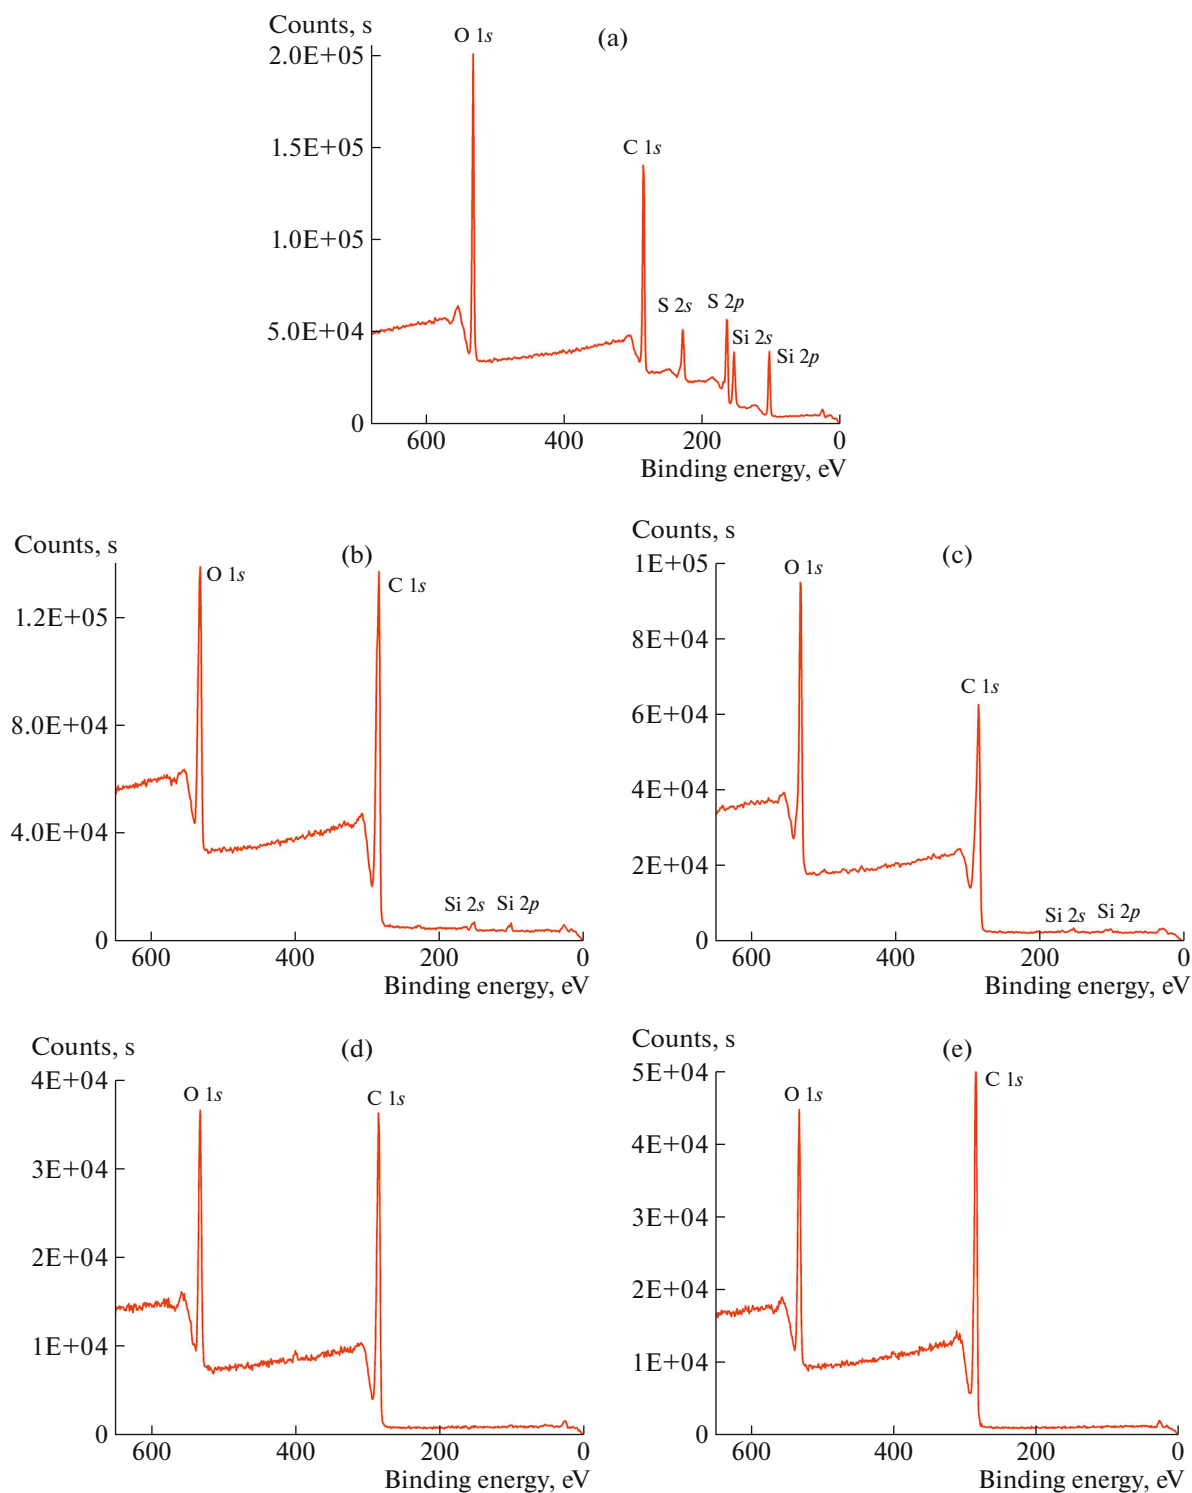 Counts, s
(a)
O 1s
2.0E+05
1.5E+05
C 1s
1.0E+05
S 2s
S 2p
5.0E+04
Si 2s
Si 2p
0
600
400
200
0
Binding energy, eV
Counts, s
(b)
O 1s
C 1s
1.2E+05
8.0E+04
4.0E+04
Si 2s
Si 2p
0
600
400
200
0
Binding energy, eV
Counts, s
(c)
1E+05
O 1s
8E+04
C 1s
6E+04
4E+04
2E+04
Si 2s
Si 2p
0
600
400
200
0
Binding energy, eV
Counts, s
(d)
4E+04
O 1s
C 1s
3E+04
2E+04
1E+04
0
600
400
200
0
Binding energy, eV
Counts, s
(e)
5E+04
C 1s
O 1s
4E+04
3E+04
2E+04
1E+04
0
600
400
200
0
Binding energy, eV